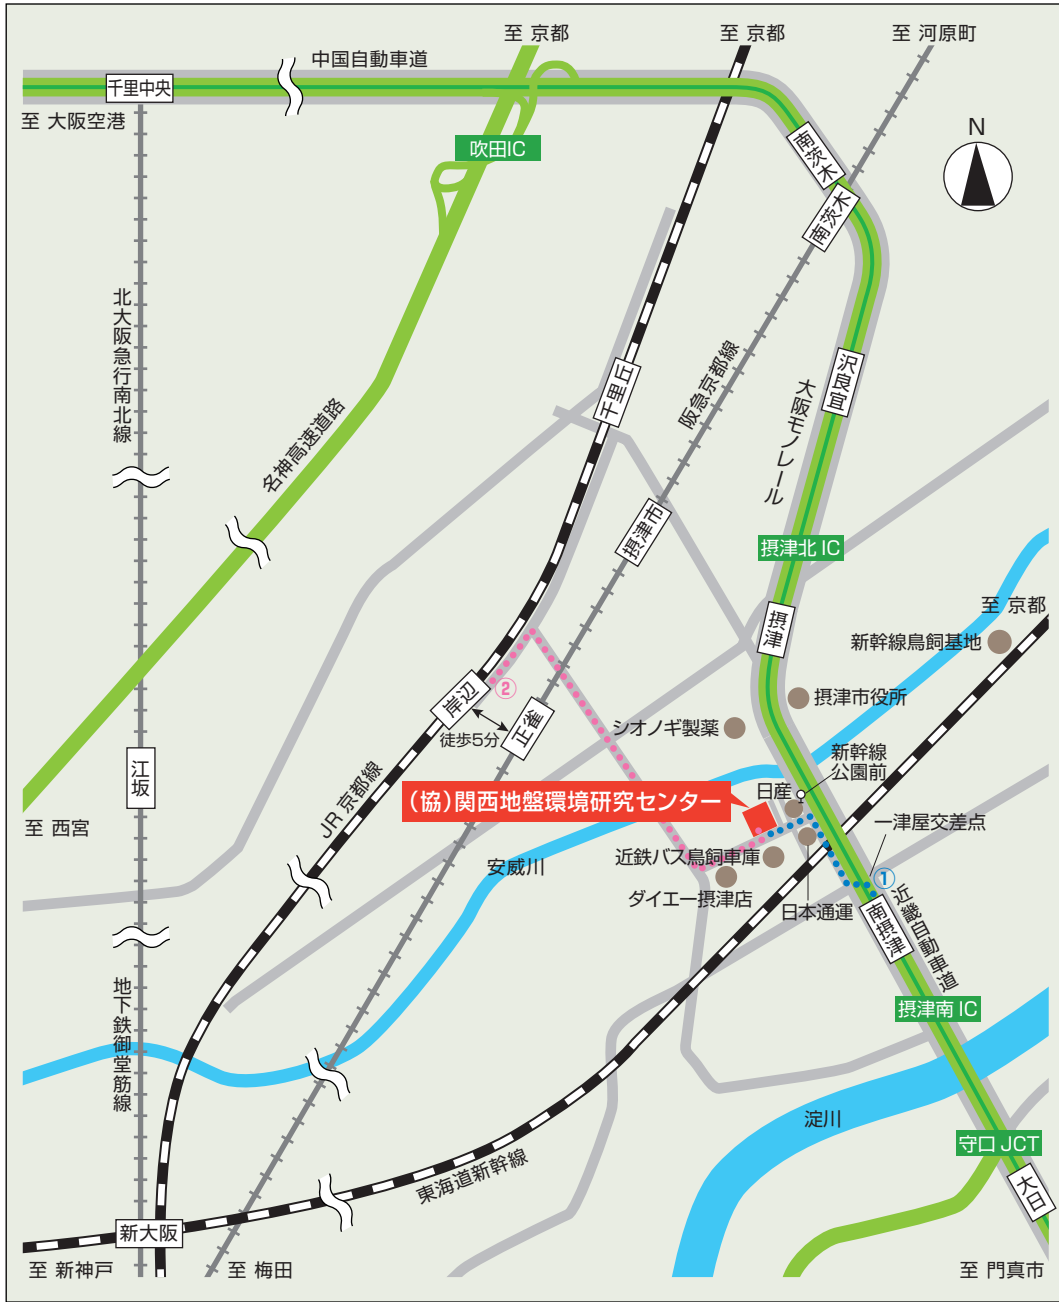 至 京都
至 京都
至 河原町
中国自動車道
千里中央
至 大阪空港
吹田IC
N
南茨木
南茨木
北大阪急行南北線
名神高速道路
千里丘
阪急京都線
沢良宜
大阪モノレール
摂津市
摂津北 IC
至 京都
摂津
新幹線鳥飼基地
②
岸辺
正雀
徒歩5分
摂津市役所
シオノギ製薬
新幹線
公園前
江坂
JR 京都線
日産
(協)関西地盤環境研究センター
至 西宮
一津屋交差点
安威川
近鉄バス鳥飼車庫
①
ダイエー摂津店
日本通運
南摂津
近畿自動車道
地下鉄御堂筋線
摂津南 IC
淀川
守口 JCT
東海道新幹線
大日
新大阪
至 新神戸
至 梅田
至 門真市